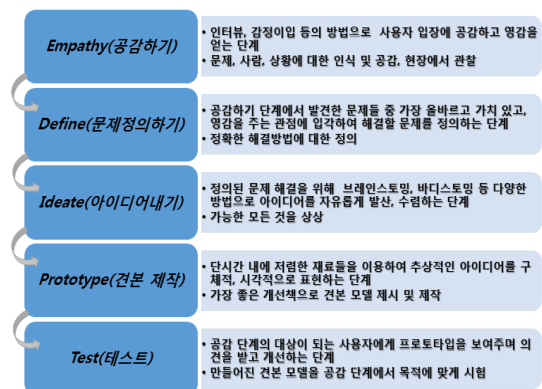 Empathy(공감하기)
• 인터뷰, 감정이입 등의 방법으로 사용자 입장에 공감하고 영감을
얻는 단계
• 문제, 사람, 상황에 대한 인식 및 공감, 현장에서 관찰
Define(문제정의하기)
• 공감하기 단계에서 발견한 문제들 중 가장 올바르고 가치 있고,
영감을 주는 관점에 입각하여 해결할 문제를 정의하는 단계
• 정확한 해결방법에 대한 정의
Ideate(아이디어내기)
• 정의된 문제 해결을 위해 브레인스토밍, 바디스토밍 등 다양한
방법으로 아이디어를 자유롭게 발산, 수렴하는 단계
• 가능한 모든 것을 상상
Prototype(견본 제작)
• 단시간 내에 저렴한 재료들을 이용하여 추상적인 아이디어를 구
체적, 시각적으로 표현하는 단계
• 가장 좋은 개선책으로 견본 모델 제시 및 제작
Test(테스트)
• 공감 단계의 대상이 되는 사용자에게 프로토타입을 보여주며 의
견을 받고 개선하는 단계
• 만들어진 견본 모델을 공감 단계에서 목적에 맞게 시험